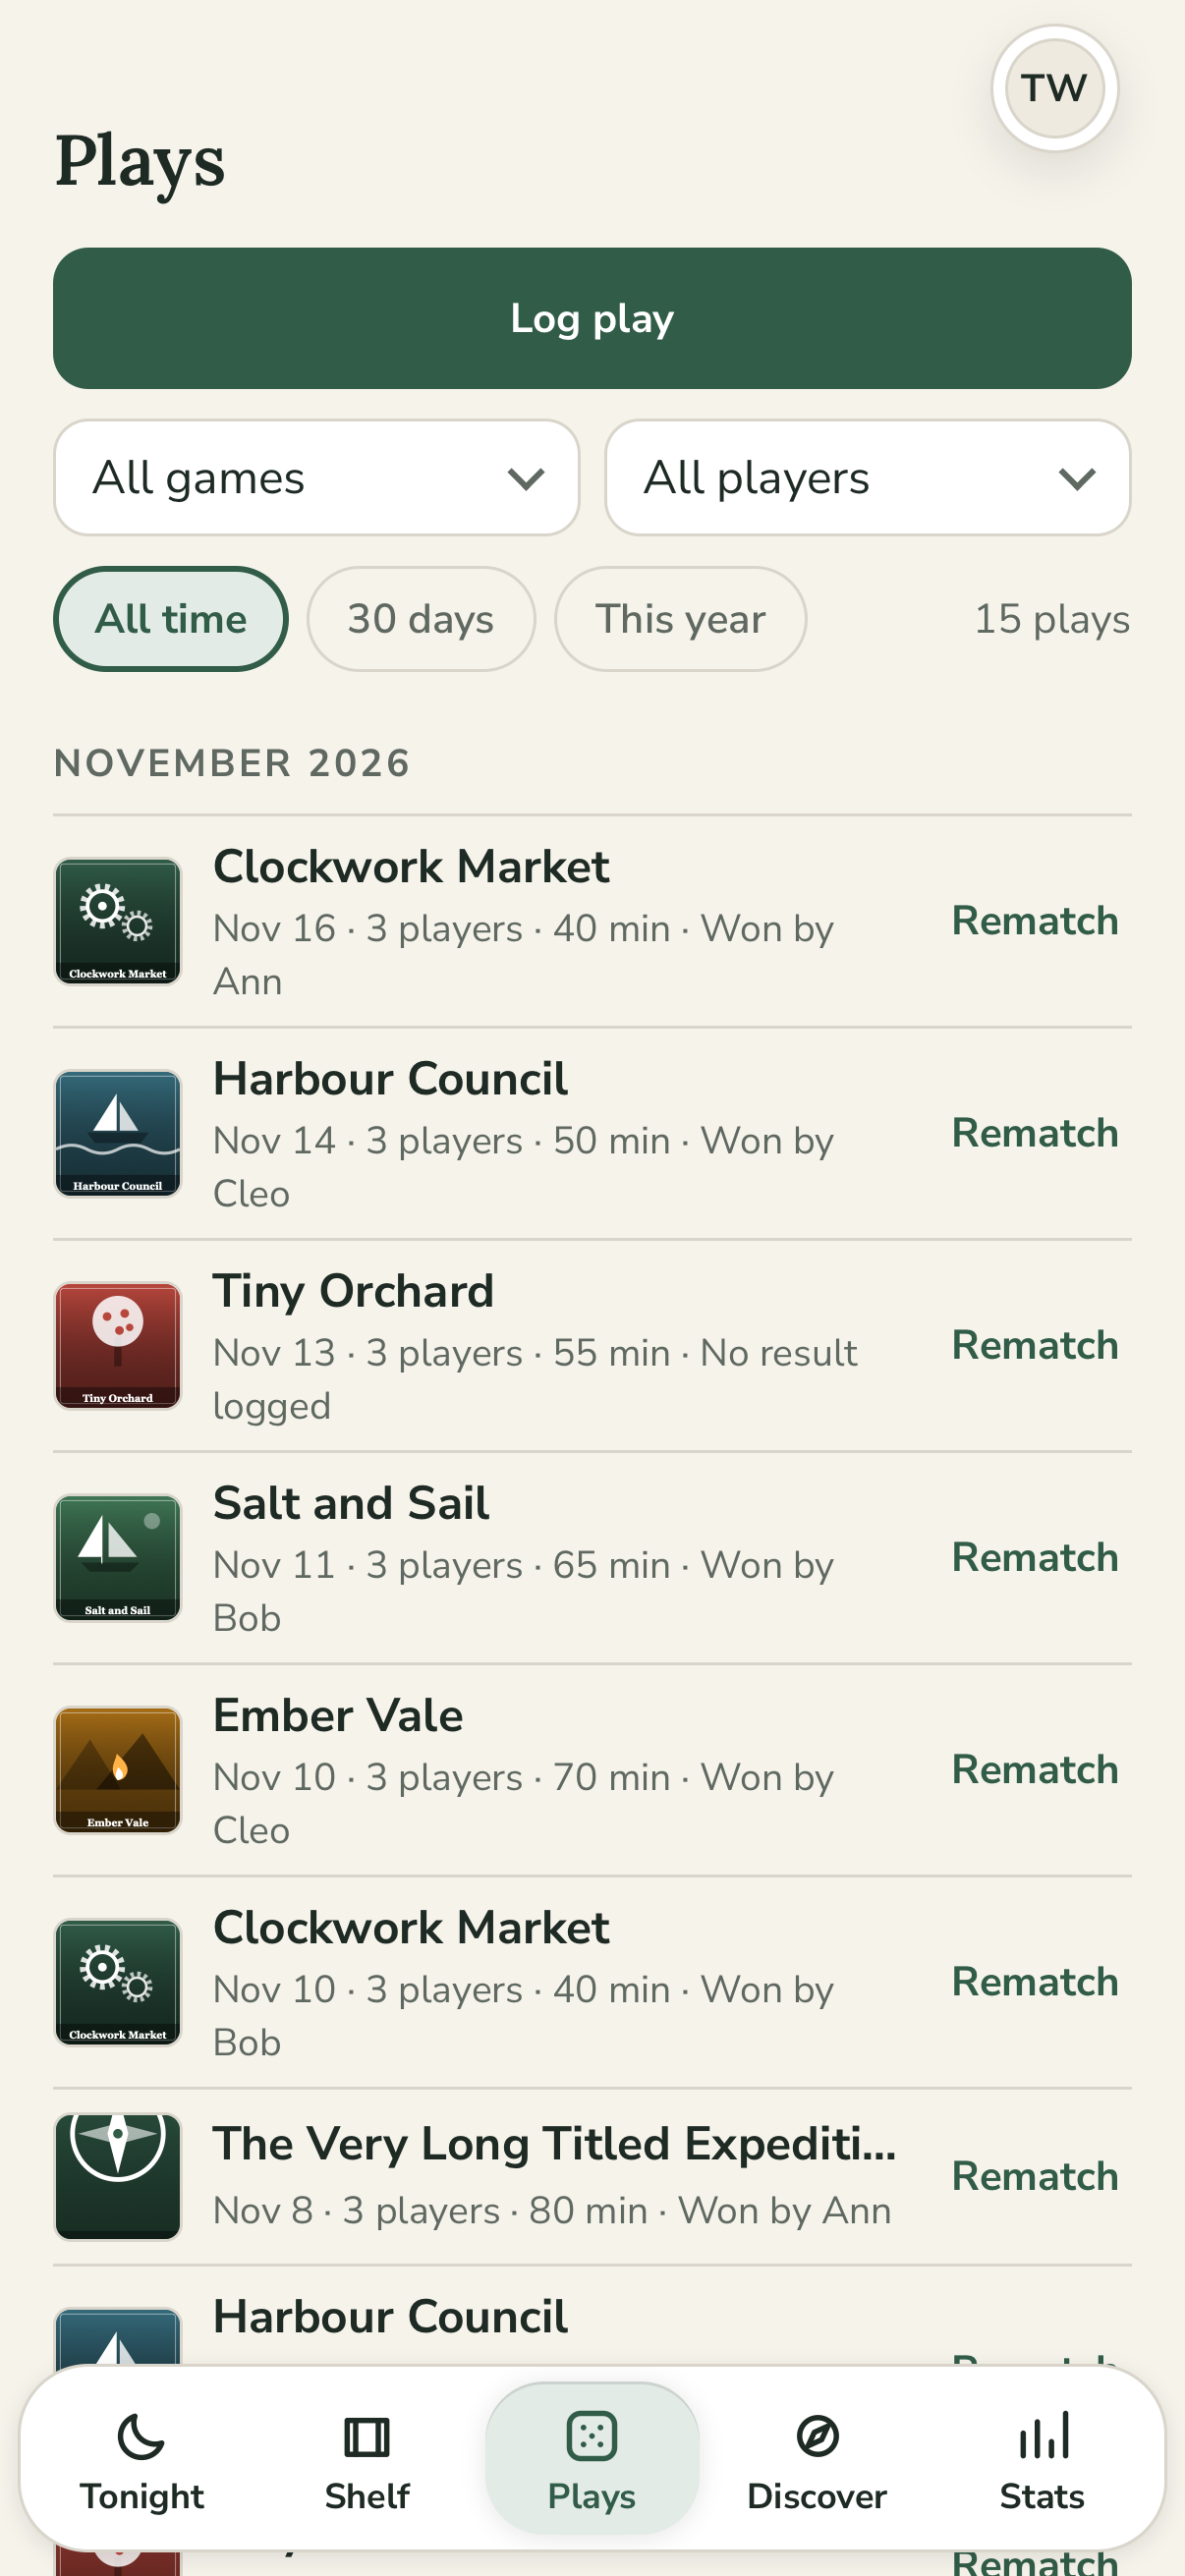 TW
Plays
Log play
All games
All players
All time
30 days
This year
15 plays
NOVEMBER 2026
Clockwork Market
Clockwork Market
Nov 16 · 3 players · 40 min · Won by
Ann
Rematch
Harbour Council
Harbour Council
Nov 14 · 3 players · 50 min · Won by
Cleo
Rematch
Tiny Orchard
Tiny Orchard
Nov 13 · 3 players · 55 min · No result
logged
Rematch
Salt and Sail
Salt and Sail
Nov 11 · 3 players · 65 min · Won by
Bob
Rematch
Ember Vale
Ember Vale
Nov 10 · 3 players · 70 min · Won by
Cleo
Rematch
Clockwork Market
Clockwork Market
Nov 10 · 3 players · 40 min · Won by
Bob
Rematch
The Very Long Titled Expediti...
Nov 8 · 3 players · 80 min · Won by Ann
Rematch
Harbour Council
Rematch
Tonight
Shelf
Plays
Discover
Stats
Rematch